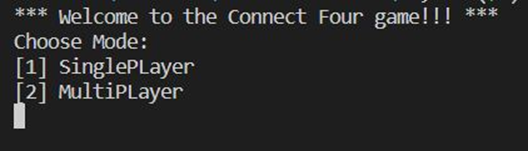 *** Welcome to the Connect Four game!!! ***
Choose Mode:
[1] SinglePLayer
[2] MultiPLayer